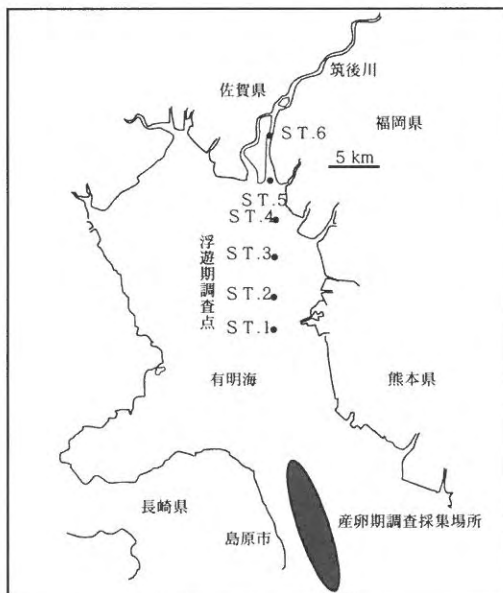 筑後川
佐賀県
福岡県
ST.6
5 km
ST.5
ST.4
ST.3
浮遊期調査点
ST.2
ST.1
有明海
熊本県
長崎県
産卵期調査採集場所
島原市